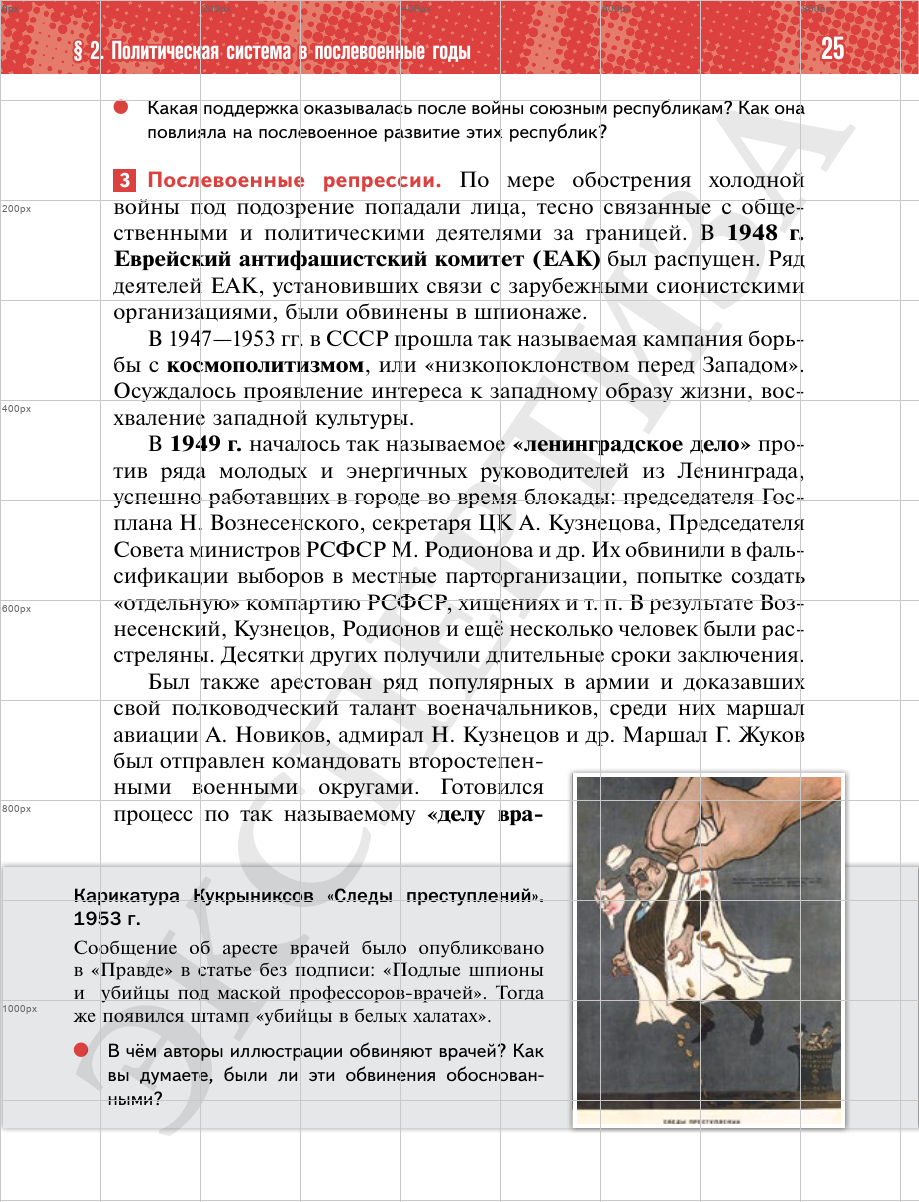 § 2. Политическая система в послевоенные годы
25
Какая поддержка оказывалась после войны союзным республикам? Как она
повлияла на послевоенное развитие этих республик?
3 Послевоенные репрессии. По мере обострения холодной
войны под подозрение попадали лица, тесно связанные с обще-
ственными и политическими деятелями за границей. В 1948 г.
Еврейский антифашистский комитет (ЕАК) был распущен. Ряд
деятелей ЕАК, установивших связи с зарубежными сионистскими
организациями, были обвинены в шпионаже.
В 1947—1953 гг. в СССР прошла так называемая кампания борь-
бы с космополитизмом, или «низкопоклонством перед Западом».
Осуждалось проявление интереса к западному образу жизни, вос-
хваление западной культуры.
В 1949 г. началось так называемое «ленинградское дело» про-
тив ряда молодых и энергичных руководителей из Ленинграда,
успешно работавших в городе во время блокады: председателя Гос-
плана Н. Вознесенского, секретаря ЦК А. Кузнецова, Председателя
Совета министров РСФСР М. Родионова и др. Их обвинили в фаль-
сификации выборов в местные парторганизации, попытке создать
«отдельную» компартию РСФСР, хищениях и т. п. В результате Воз-
несенский, Кузнецов, Родионов и ещё несколько человек были рас-
стреляны. Десятки других получили длительные сроки заключения.
Был также арестован ряд популярных в армии и доказавших
свой полководческий талант военачальников, среди них маршал
авиации А. Новиков, адмирал Н. Кузнецов и др. Маршал Г. Жуков
был отправлен командовать второстепен-
ными военными округами. Готовился
процесс по так называемому «делу вра-
Карикатура Кукрыниксов «Следы преступлений».
1953 г.
Сообщение об аресте врачей было опубликовано
в «Правде» в статье без подписи: «Подлые шпионы
и убийцы под маской профессоров-врачей». Тогда
же появился штамп «убийцы в белых халатах».
В чём авторы иллюстрации обвиняют врачей? Как
вы думаете, были ли эти обвинения обоснован-
ными?
СЛЕДЫ ПРЕСТУПЛЕНИЙ
ЭКСПЕРТИЗА
200px
400px
600px
800px
1000px